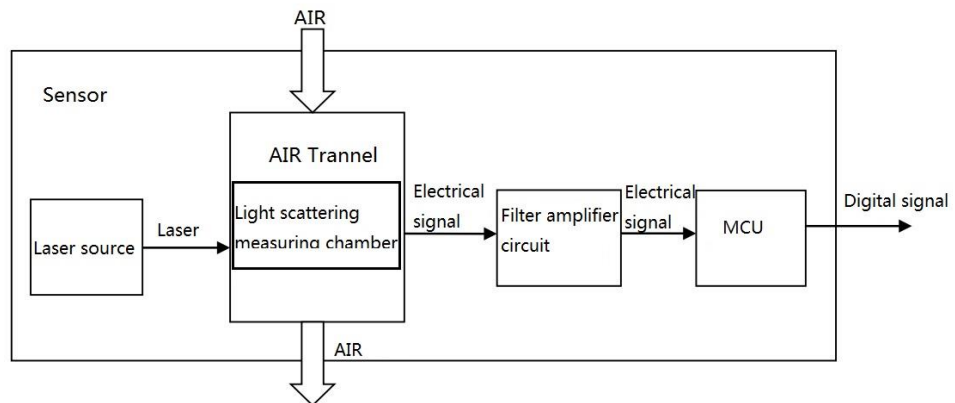 AIR
Sensor
AIR Trannel
Laser source
Laser
Light scattering
measuring chamber
Electrical
signal
Filter amplifier
circuit
Electrical
signal
MCU
Digital signal
AIR